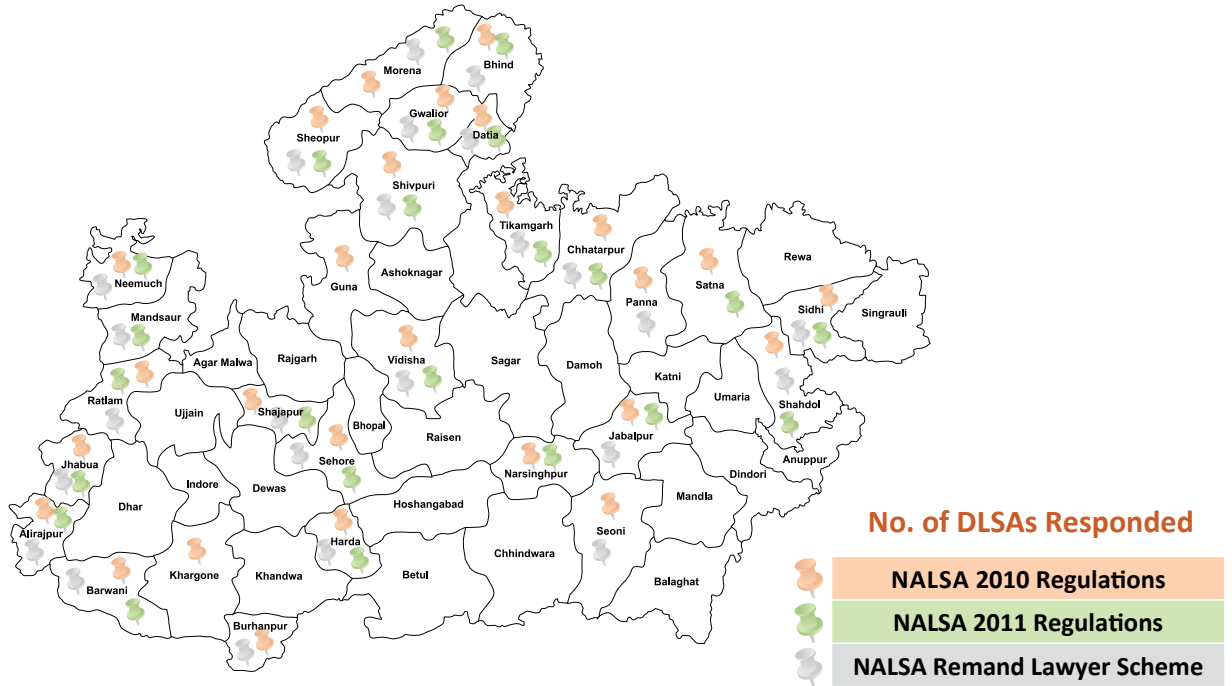 Morena
Bhind
Gwalior
Datia
Sheopur
Shivpuri
Tikamgarh
Chhatarpur
Rewa
Ashoknagar
Guna
Neemuch
Panna
Satna
Sidhi
Singrauli
Mandsaur
Agar Malwa
Rajgarh
Vidisha
Sagar
Damoh
Katni
Umaria
Shahdol
Ratlam
Ujjain
Shajapur
Bhopal
Raisen
Jabalpur
Anuppur
Jhabua
Sehore
Narsinghpur
Dindori
Dhar
Indore
Dewas
Hoshangabad
Mandla
Alirajpur
Harda
Seoni
Chhindwara
Barwani
Khargone
Khandwa
Betul
Balaghat
Burhanpur
No. of DLSAs Responded
NALSA 2010 Regulations
NALSA 2011 Regulations
NALSA Remand Lawyer Scheme